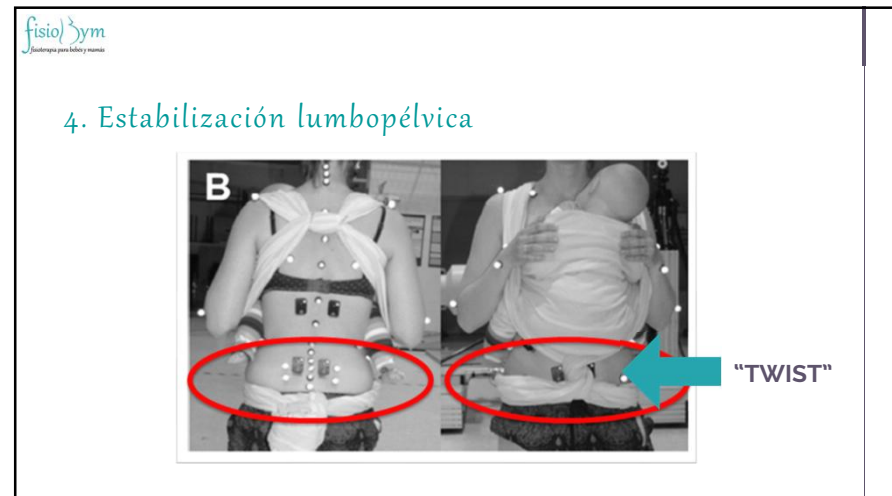 fisio Bym
fisioterapia para bebés y mamás
4. Estabilización lumbopélvica
B
“TWIST”